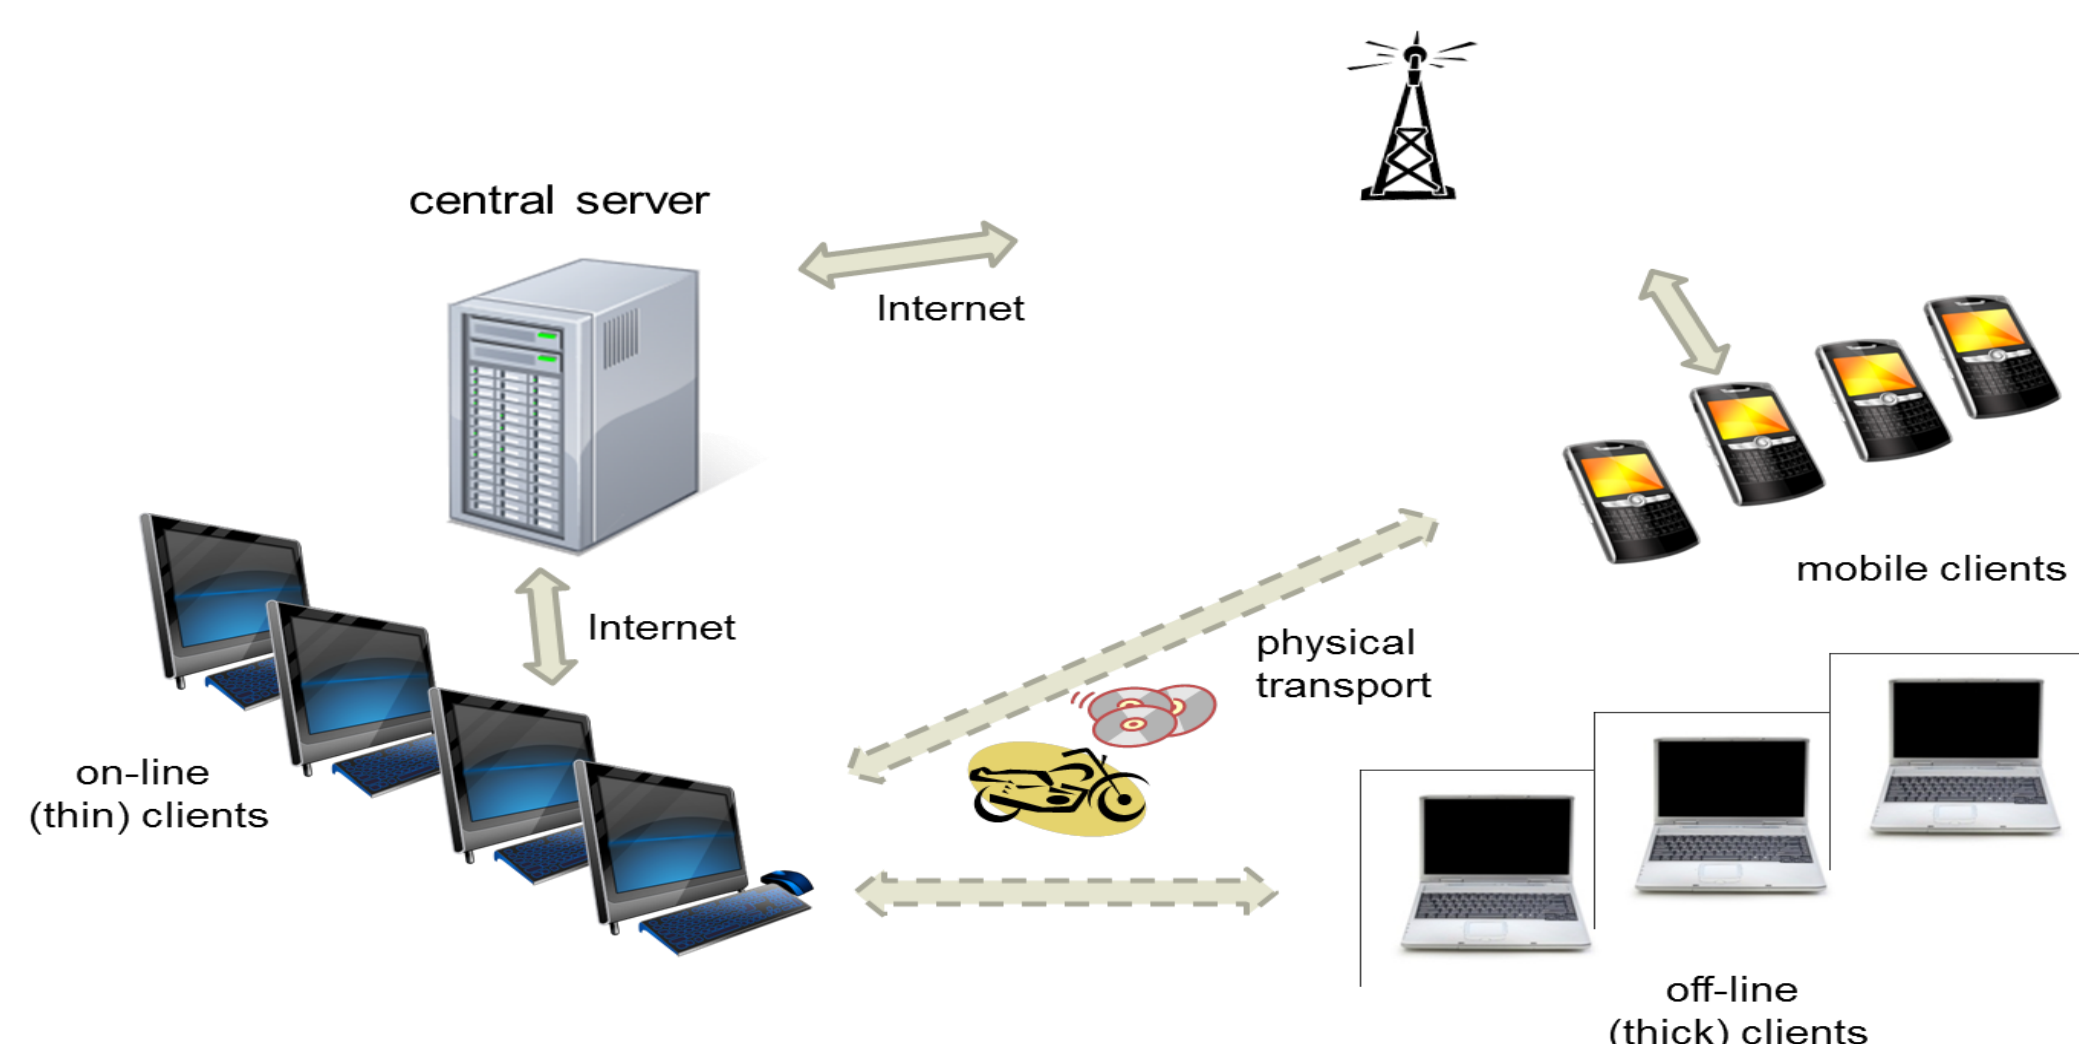 central server
Internet
Internet
mobile clients
physical
transport
on-line
(thin) clients
off-line
(thick) clients